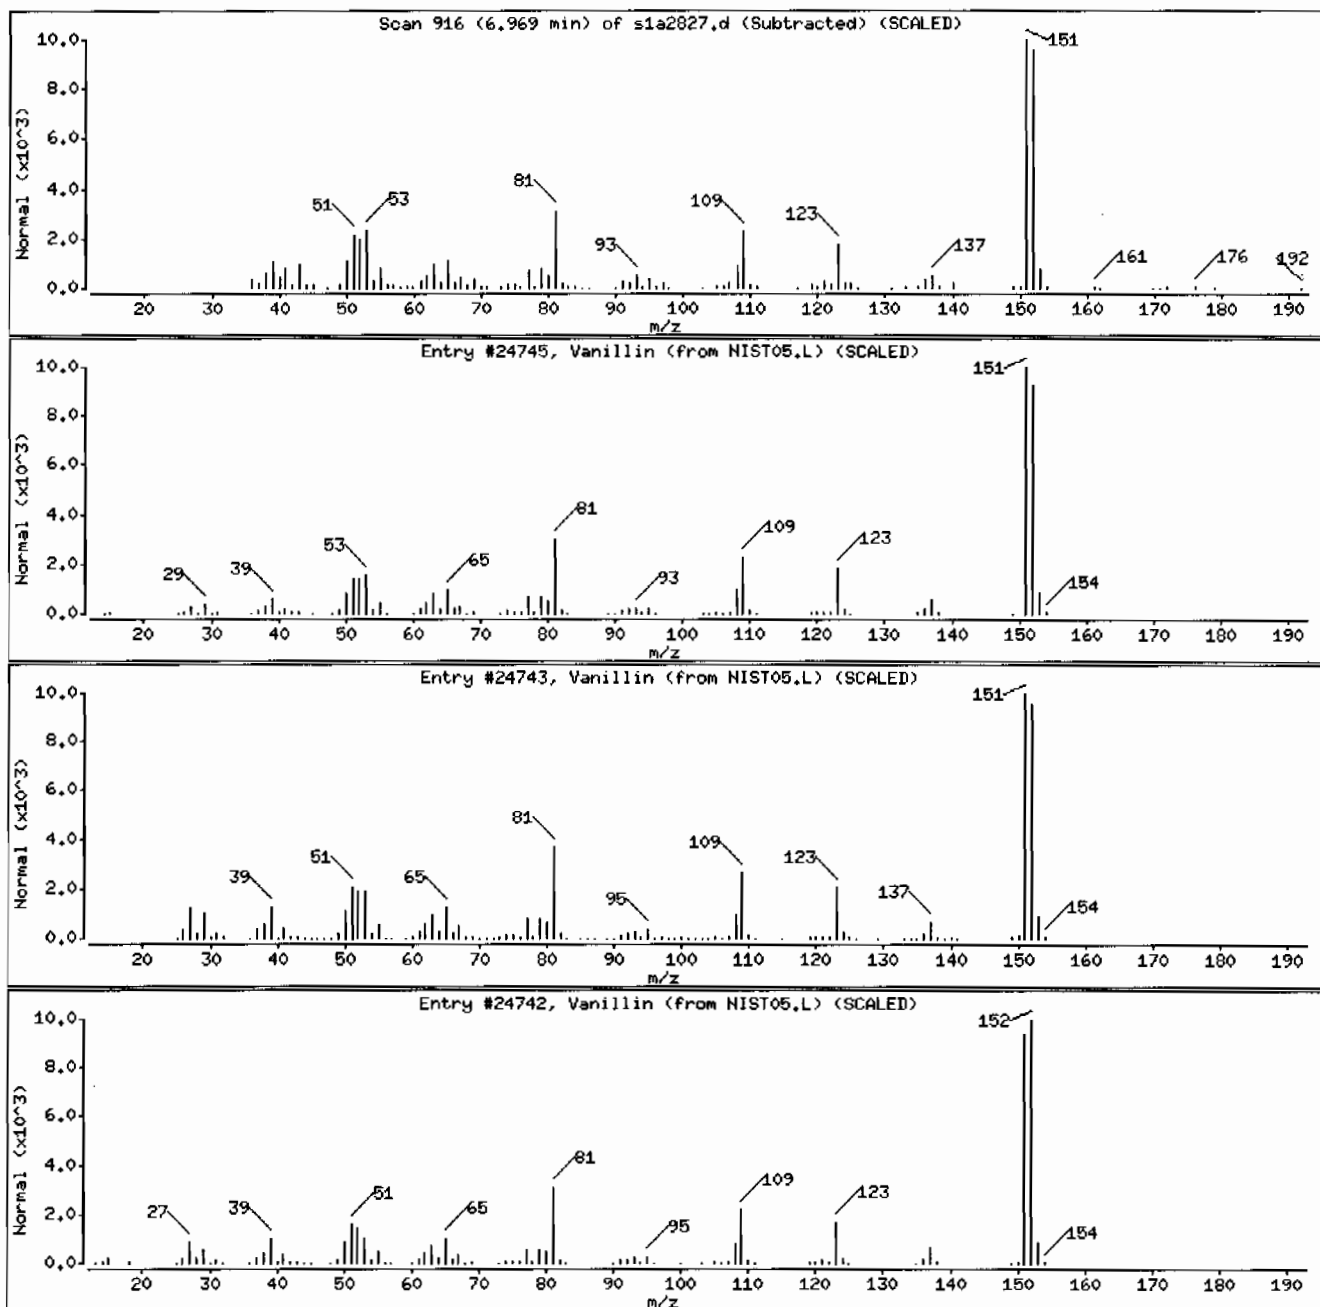 Scan 916 (6.969 min) of s1a2827.d (Subtracted) (SCALED)
Normal (x10^3)
10.0
8.0
6.0
4.0
2.0
0.0
51 53 81 93 109 123 137 151 161 176 192
20 30 40 50 60 70 80 90 100 110 120 130 140 150 160 170 180 190
m/z
Entry #24745, Vanillin (from NIST05.L) (SCALED)
Normal (x10^3)
10.0
8.0
6.0
4.0
2.0
0.0
29 39 53 65 81 93 109 123 151 154
20 30 40 50 60 70 80 90 100 110 120 130 140 150 160 170 180 190
m/z
Entry #24743, Vanillin (from NIST05.L) (SCALED)
Normal (x10^3)
10.0
8.0
6.0
4.0
2.0
0.0
39 51 65 81 95 109 123 137 151 154
20 30 40 50 60 70 80 90 100 110 120 130 140 150 160 170 180 190
m/z
Entry #24742, Vanillin (from NIST05.L) (SCALED)
Normal (x10^3)
10.0
8.0
6.0
4.0
2.0
0.0
27 39 51 65 81 95 109 123 152 154
20 30 40 50 60 70 80 90 100 110 120 130 140 150 160 170 180 190
m/z